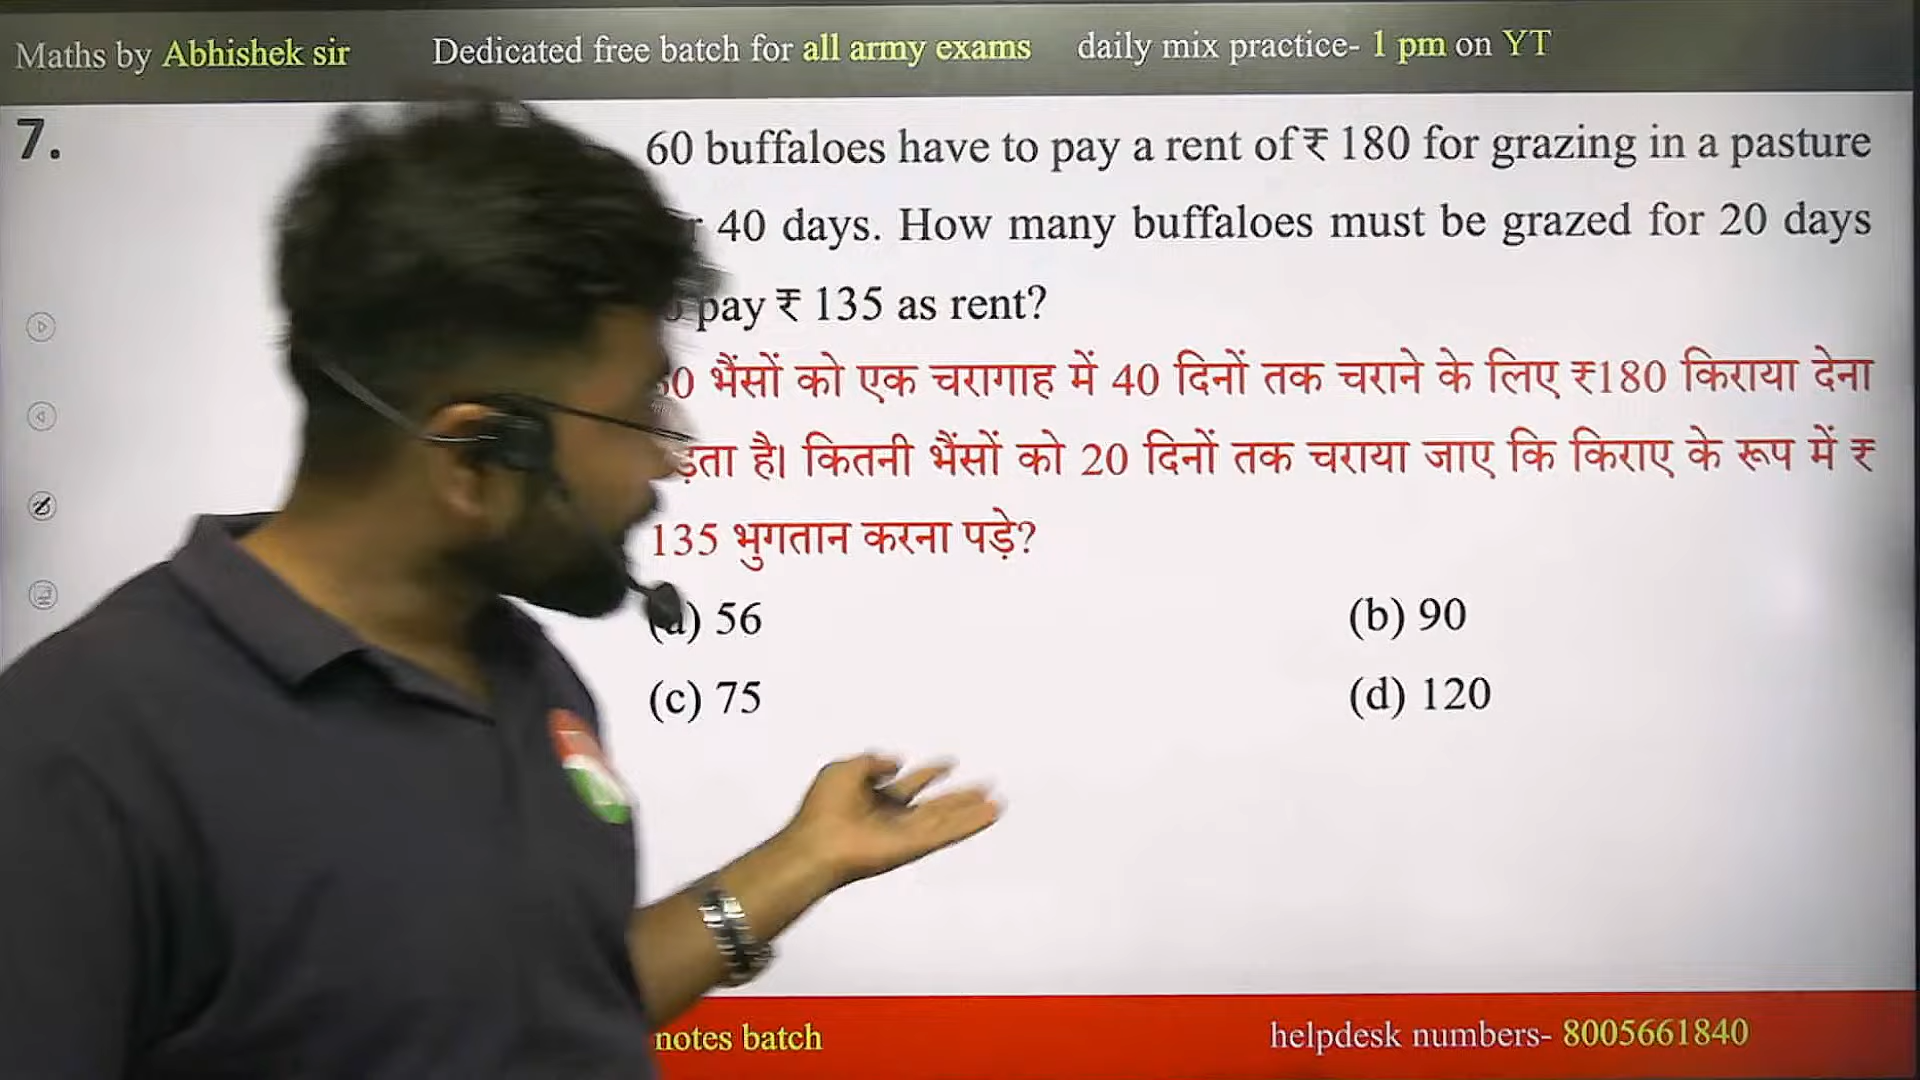 Maths by Abhishek sir Dedicated free batch for all army exams daily mix practice- 1 pm on YT
7.
60 buffaloes have to pay a rent of ₹ 180 for grazing in a pasture
40 days. How many buffaloes must be grazed for 20 days
pay ₹ 135 as rent?
भैंसों को एक चरागाह में 40 दिनों तक चराने के लिए ₹180 किराया देना
है। कितनी भैंसों को 20 दिनों तक चराया जाए कि किराए के रूप में ₹
135 भुगतान करना पड़े?
(a) 56 (b) 90
(c) 75 (d) 120
notes batch helpdesk numbers- 8005661840